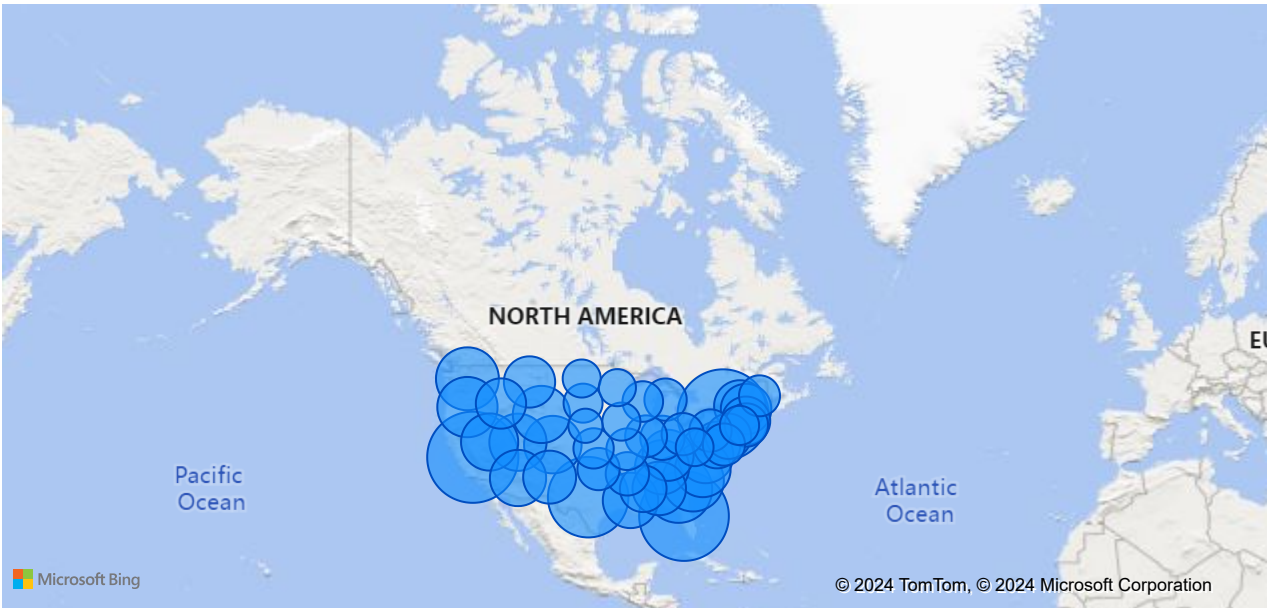 NORTH AMERICA
EU
Pacific
Ocean
Atlantic
Ocean
Microsoft Bing
© 2024 TomTom, © 2024 Microsoft Corporation